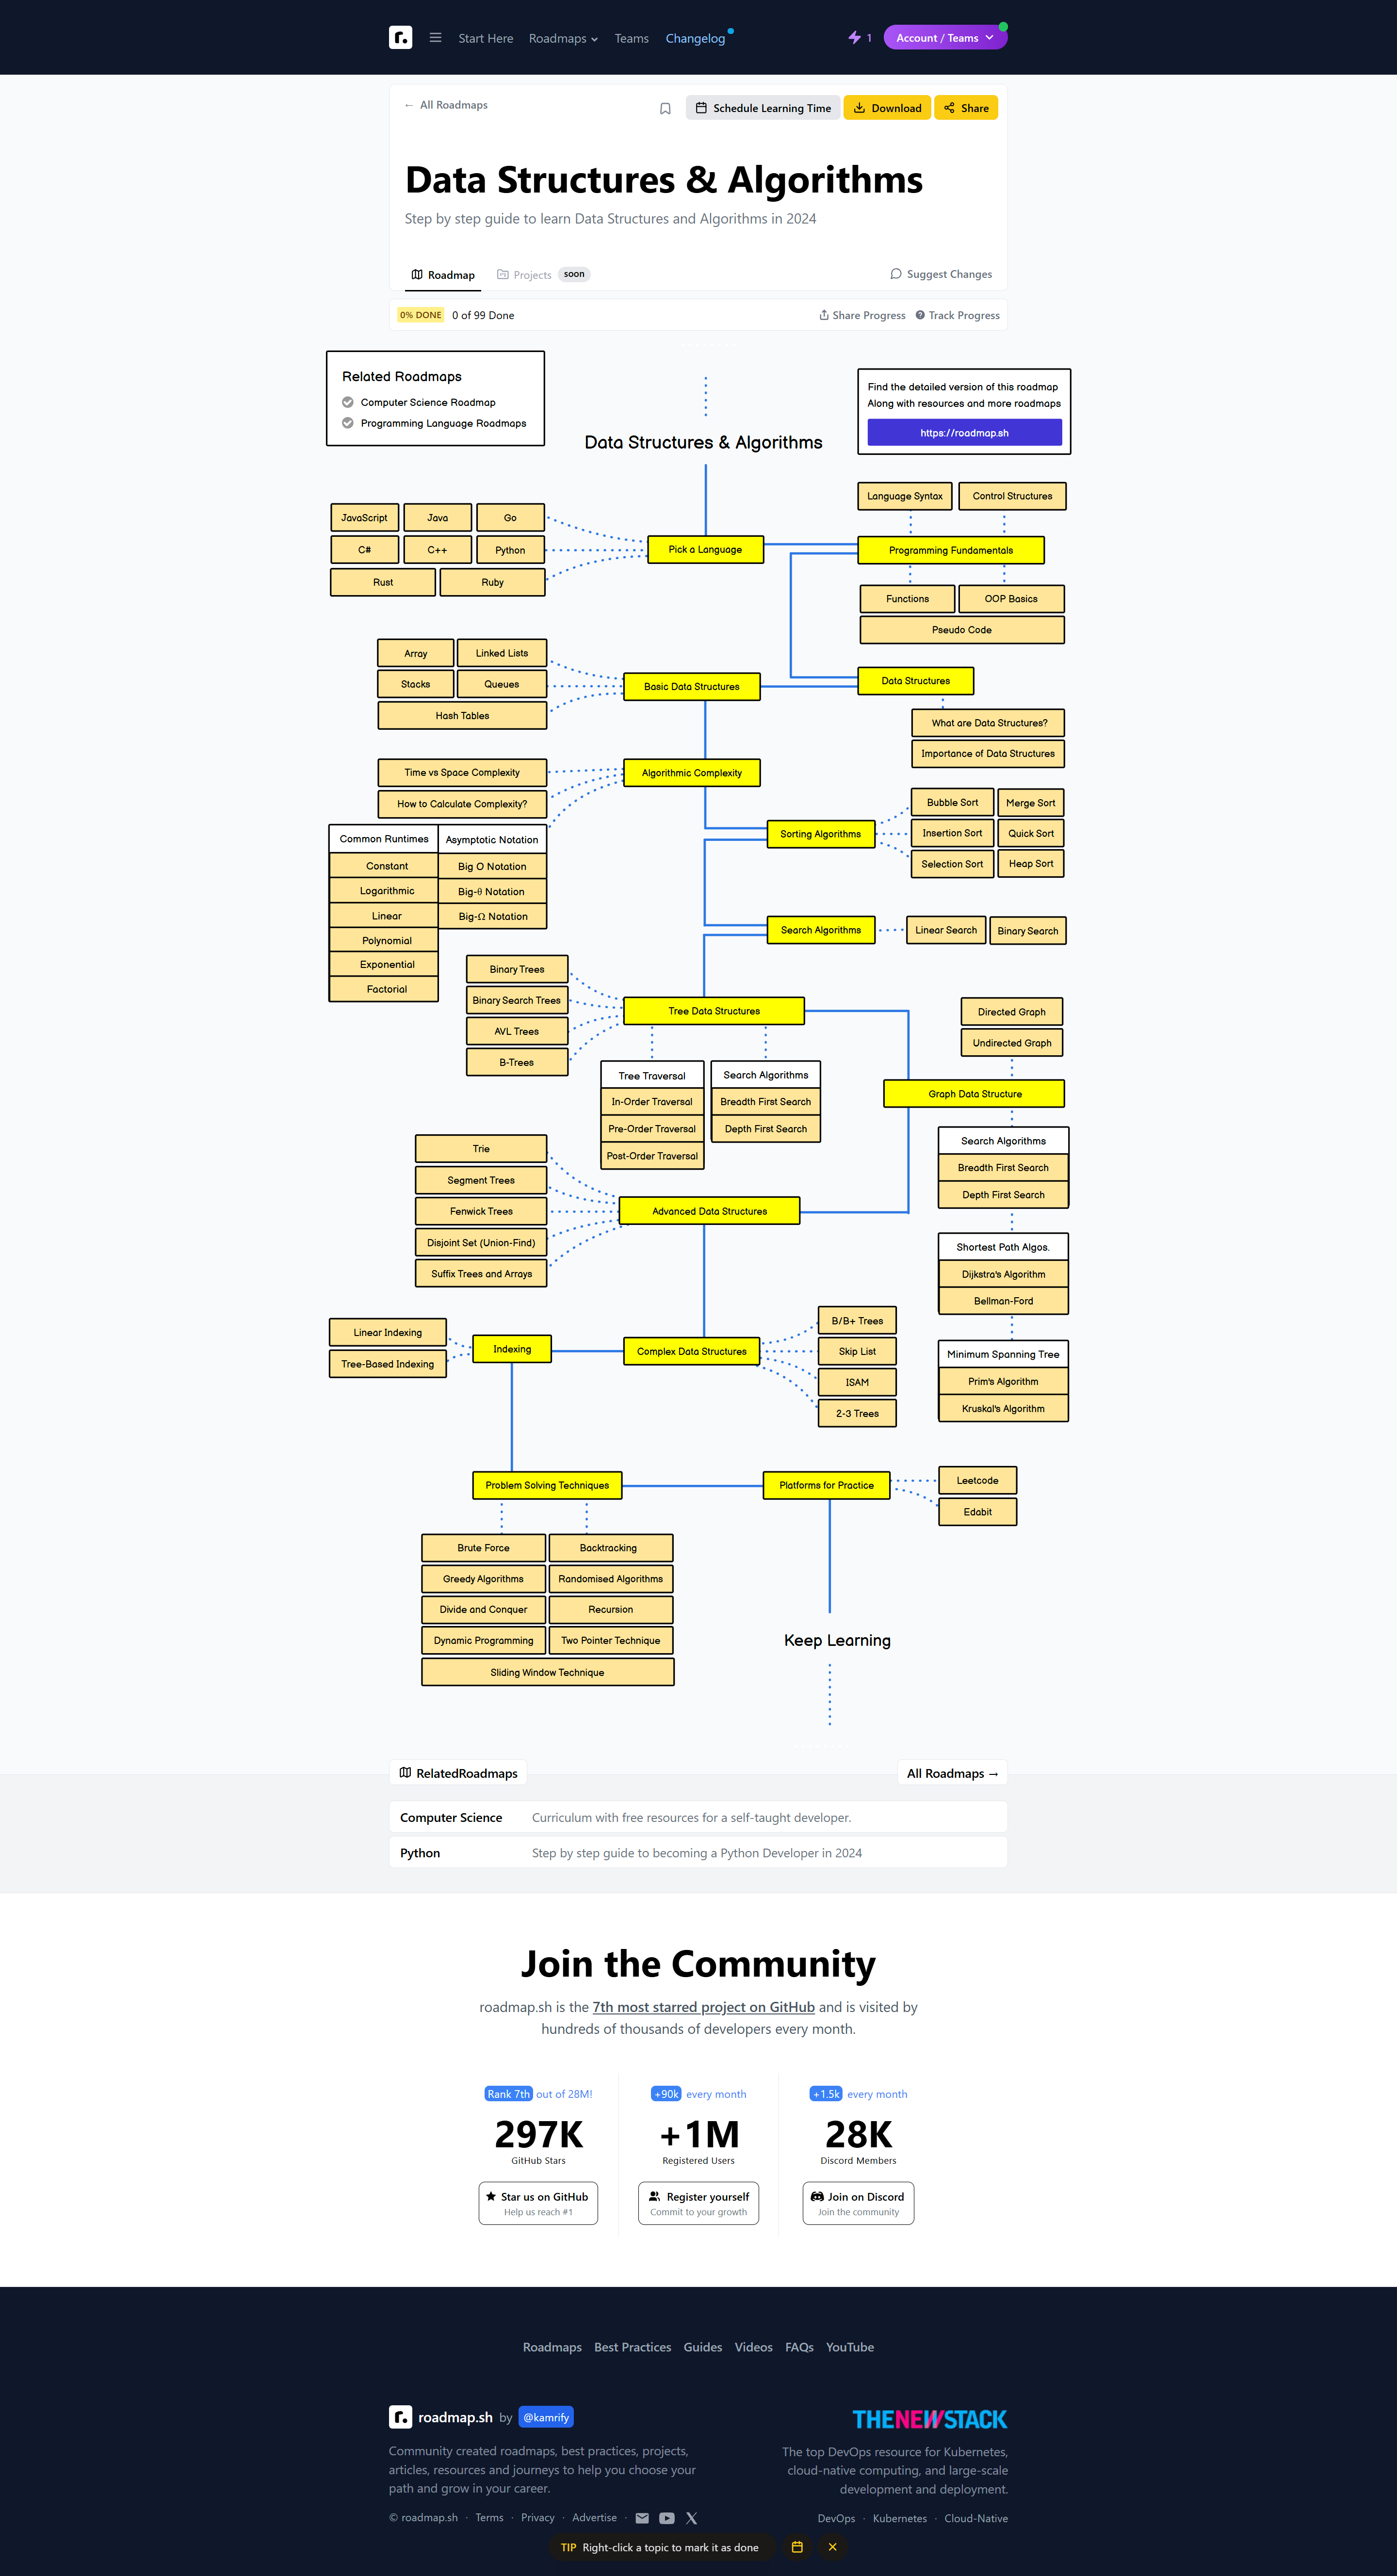 Start Here
Roadmaps
Teams
Changelog
1
Account / Teams
← All Roadmaps
Schedule Learning Time
Download
Share
Data Structures & Algorithms
Step by step guide to learn Data Structures and Algorithms in 2024
Roadmap
Projects
soon
Suggest Changes
0% DONE
0 of 99 Done
Share Progress
Track Progress
Related Roadmaps
Computer Science Roadmap
Programming Language Roadmaps
Find the detailed version of this roadmap
Along with resources and more roadmaps
https://roadmap.sh
Data Structures & Algorithms
Language Syntax
Control Structures
JavaScript
Java
Go
C#
C++
Python
Rust
Ruby
Pick a Language
Programming Fundamentals
Functions
OOP Basics
Pseudo Code
Array
Linked Lists
Stacks
Queues
Hash Tables
Basic Data Structures
Data Structures
What are Data Structures?
Importance of Data Structures
Time vs Space Complexity
How to Calculate Complexity?
Algorithmic Complexity
Common Runtimes
Constant
Logarithmic
Linear
Polynomial
Exponential
Factorial
Asymptotic Notation
Big O Notation
Big-θ Notation
Big-Ω Notation
Sorting Algorithms
Bubble Sort
Merge Sort
Insertion Sort
Quick Sort
Selection Sort
Heap Sort
Search Algorithms
Linear Search
Binary Search
Binary Trees
Binary Search Trees
AVL Trees
B-Trees
Tree Data Structures
Tree Traversal
In-Order Traversal
Pre-Order Traversal
Post-Order Traversal
Search Algorithms
Breadth First Search
Depth First Search
Directed Graph
Undirected Graph
Graph Data Structure
Search Algorithms
Breadth First Search
Depth First Search
Shortest Path Algos.
Dijkstra's Algorithm
Bellman-Ford
Minimum Spanning Tree
Prim's Algorithm
Kruskal's Algorithm
Trie
Segment Trees
Fenwick Trees
Disjoint Set (Union-Find)
Suffix Trees and Arrays
Advanced Data Structures
Linear Indexing
Tree-Based Indexing
Indexing
Complex Data Structures
B/B+ Trees
Skip List
ISAM
2-3 Trees
Problem Solving Techniques
Platforms for Practice
Leetcode
Edabit
Brute Force
Backtracking
Greedy Algorithms
Randomised Algorithms
Divide and Conquer
Recursion
Dynamic Programming
Two Pointer Technique
Sliding Window Technique
Keep Learning
RelatedRoadmaps
All Roadmaps →
Computer Science
Curriculum with free resources for a self-taught developer.
Python
Step by step guide to becoming a Python Developer in 2024
Join the Community
roadmap.sh is the 7th most starred project on GitHub and is visited by
hundreds of thousands of developers every month.
Rank 7th out of 28M!
297K
GitHub Stars
Star us on GitHub
Help us reach #1
+90k every month
+1M
Registered Users
Register yourself
Commit to your growth
+1.5k every month
28K
Discord Members
Join on Discord
Join the community
Roadmaps
Best Practices
Guides
Videos
FAQs
YouTube
roadmap.sh by @kamrify
Community created roadmaps, best practices, projects,
articles, resources and journeys to help you choose your
path and grow in your career.
© roadmap.sh · Terms · Privacy · Advertise ·
THENEWSTACK
The top DevOps resource for Kubernetes,
cloud-native computing, and large-scale
development and deployment.
DevOps · Kubernetes · Cloud-Native
TIP Right-click a topic to mark it as done